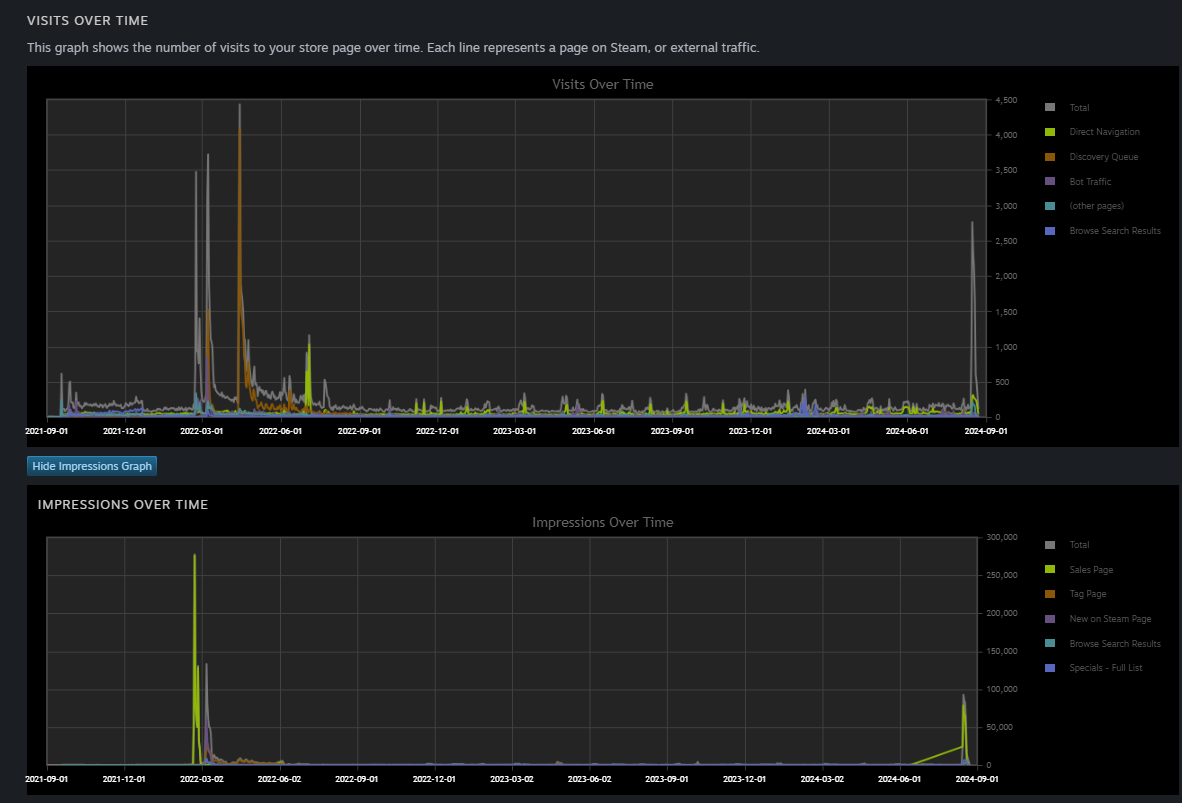 VISITS OVER TIME
This graph shows the number of visits to your store page over time. Each line represents a page on Steam, or external traffic.
Visits Over Time
4,500
4,000
3,500
3,000
2,500
2,000
1,500
1,000
500
0
Total
Direct Navigation
Discovery Queue
Bot Traffic
(other pages)
Browse Search Results
2021-09-01 2021-12-01 2022-03-01 2022-06-01 2022-09-01 2022-12-01 2023-03-01 2023-06-01 2023-09-01 2023-12-01 2024-03-01 2024-06-01 2024-09-01
Hide Impressions Graph
IMPRESSIONS OVER TIME
Impressions Over Time
300,000
250,000
200,000
150,000
100,000
50,000
0
Total
Sales Page
Tag Page
New on Steam Page
Browse Search Results
Specials - Full List
2021-09-01 2021-12-01 2022-03-02 2022-06-02 2022-09-01 2022-12-01 2023-03-02 2023-06-02 2023-09-01 2023-12-01 2024-03-02 2024-06-01 2024-09-01